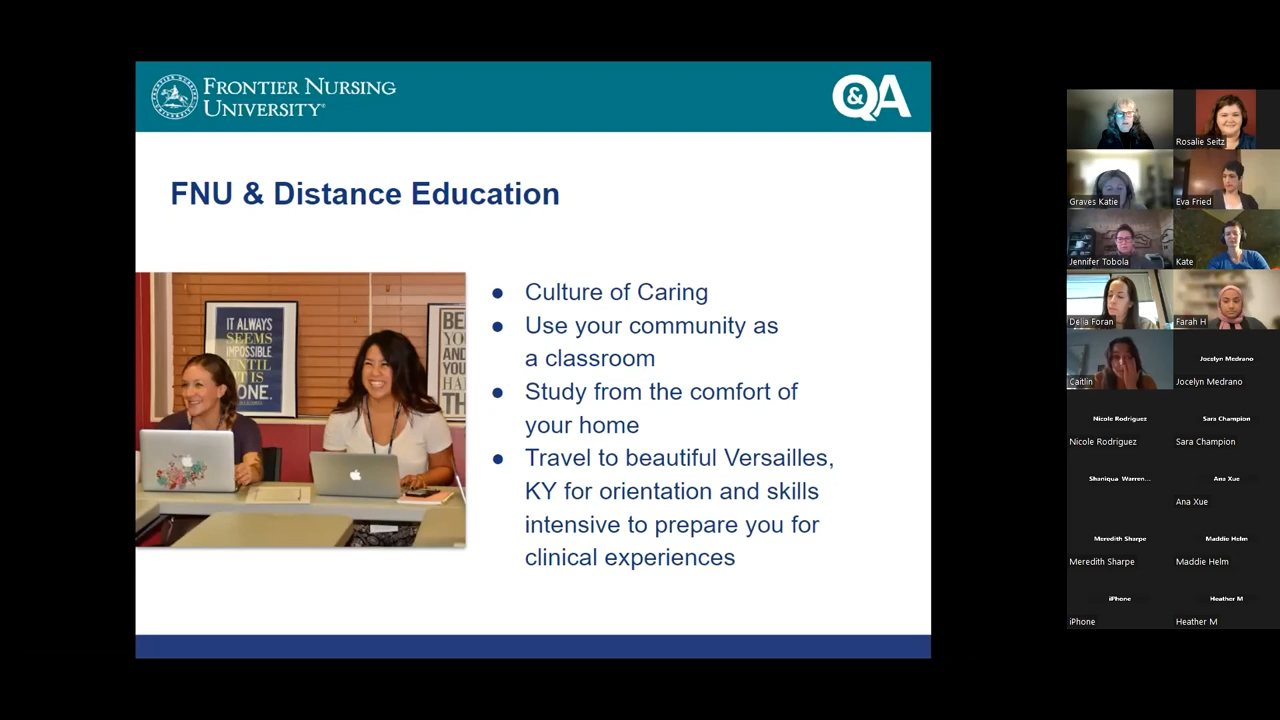 FRONTIER NURSING
UNIVERSITY
Q&A
FNU & Distance Education
IT ALWAYS
SEEMS
IMPOSSIBLE
UNTIL
IT IS
DONE.
● Culture of Caring
● Use your community as
a classroom
● Study from the comfort of
your home
● Travel to beautiful Versailles,
KY for orientation and skills
intensive to prepare you for
clinical experiences
Rosalie Seitz
Graves Katie
Eva Fried
Jennifer Tobola
Kate
Delia Foran
Farah H
Caitlin
Jocelyn Medrano
Jocelyn Medrano
Nicole Rodriguez
Sara Champion
Nicole Rodriguez
Sara Champion
Shaniqua Warren...
Ana Xue
Ana Xue
Meredith Sharpe
Maddie Helm
Meredith Sharpe
Maddie Helm
iPhone
Heather M
iPhone
Heather M